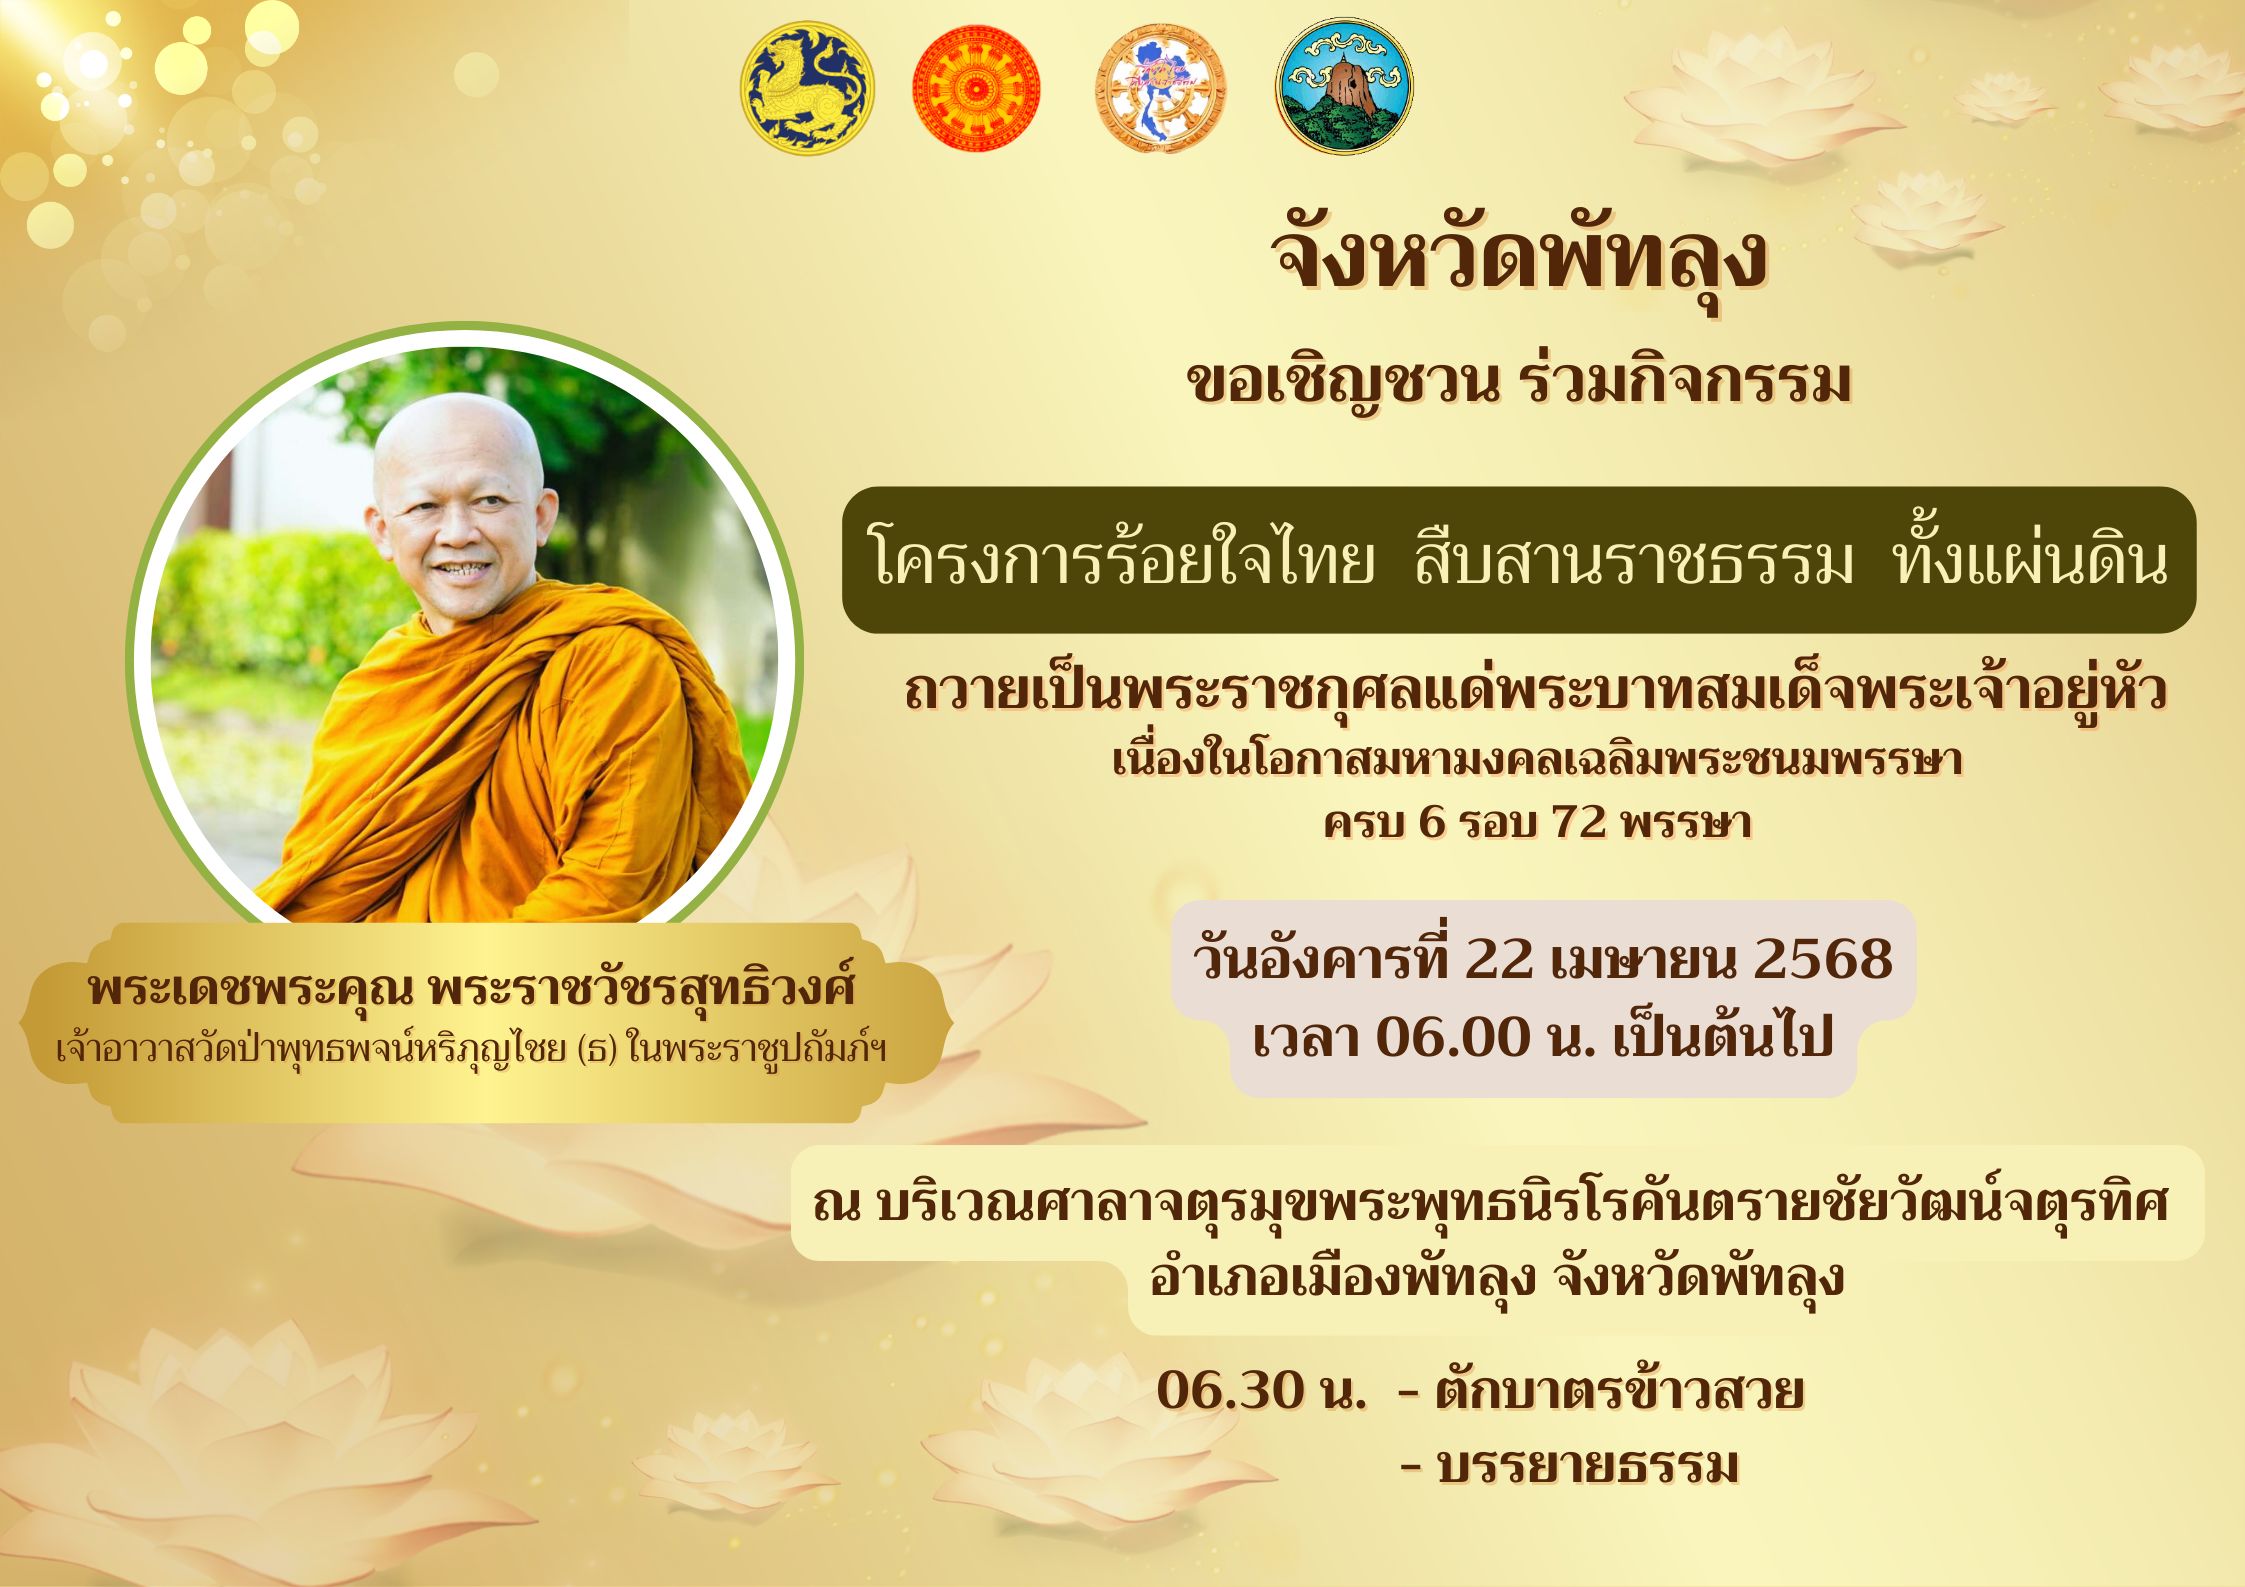 จังหวัดพัทลุง
ขอเชิญชวน ร่วมกิจกรรม
โครงการร้อยใจไทย สืบสานราชธรรม ทั้งแผ่นดิน
ถวายเป็นพระราชกุศลแด่พระบาทสมเด็จพระเจ้าอยู่หัว
เนื่องในโอกาสมหามงคลเฉลิมพระชนมพรรษา
ครบ 6 รอบ 72 พรรษา
พระเดชพระคุณ พระราชวัชรสุทธิวงศ์
เจ้าอาวาสวัดป่าพุทธพจน์หริภุญไชย (ธ) ในพระราชูปถัมภ์ฯ
วันอังคารที่ 22 เมษายน 2568
เวลา 06.00 น. เป็นต้นไป
ณ บริเวณศาลาจตุรมุขพระพุทธนิรโรคันตรายชัยวัฒน์จตุรทิศ
อำเภอเมืองพัทลุง จังหวัดพัทลุง
06.30 น. - ตักบาตรข้าวสวย
- บรรยายธรรม